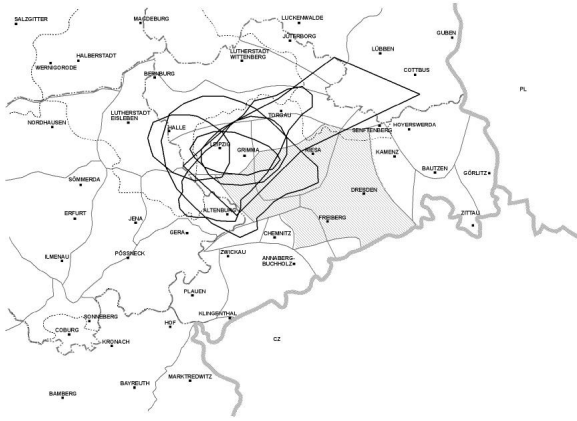 SALZGITTER
MAGDEBURG
LUCKENWALDE
JÜTERBORG
GUBEN
LÜBBEN
HALBERSTADT
WERNIGORODE
LUTHERSTADT
WITTENBERG
COTTBUS
BERNBURG
PL
LUTHERSTADT
EISLEBEN
NORDHAUSEN
HALLE
TORGAU
SENFTENBERG
HOYERSWERDA
LEIPZIG
GRIMMA
RIESA
KAMENZ
BAUTZEN
GÖRLITZ
SÖMMERDA
DRESDEN
ERFURT
JENA
ALTENBURG
FREIBERG
ZITTAU
GERA
CHEMNITZ
ILMENAU
PÖSSNECK
ZWICKAU
ANNABERG-
BUCHHOLZ
PLAUEN
SONNEBERG
KLINGENTHAL
COBURG
HOF
KRONACH
CZ
BAMBERG
BAYREUTH
MARKTREDWITZ